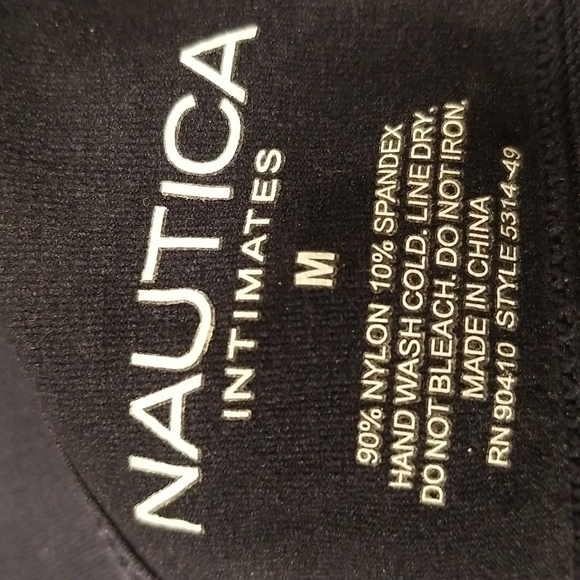 NAUTICA
INTIMATES
M
90% NYLON 10% SPANDEX
HAND WASH COLD. LINE DRY.
DO NOT BLEACH. DO NOT IRON.
MADE IN CHINA
RN 90410 STYLE 5314-49